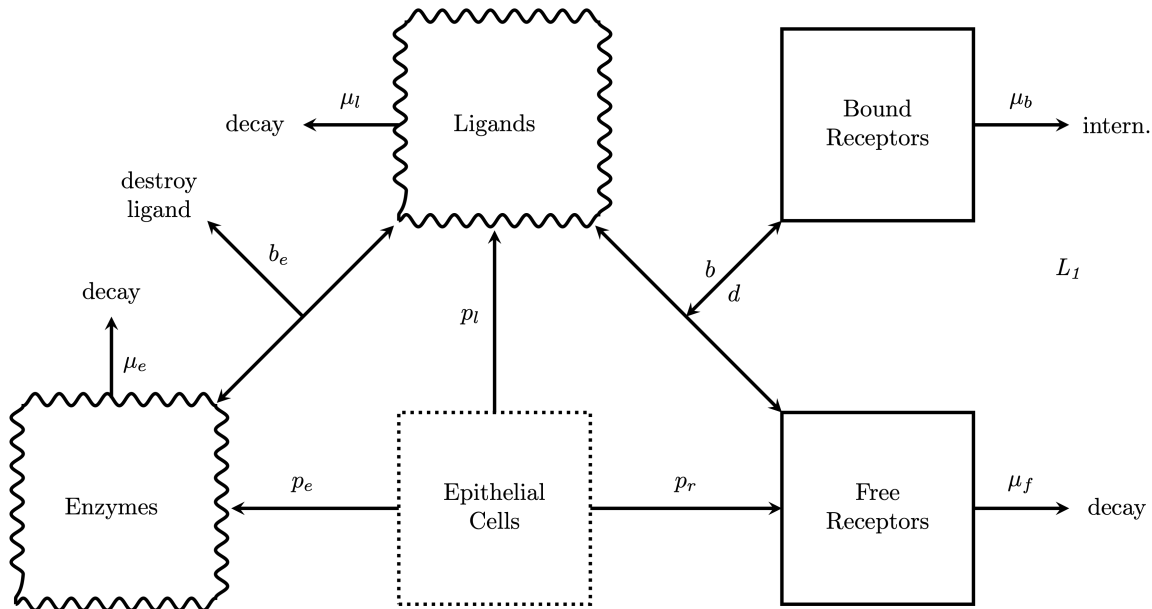 μ_l
decay
Ligands
Bound
Receptors
μ_b
intern.
destroy
ligand
b_e
b
d
L_1
decay
μ_e
p_l
Enzymes
p_e
Epithelial
Cells
p_r
Free
Receptors
μ_f
decay